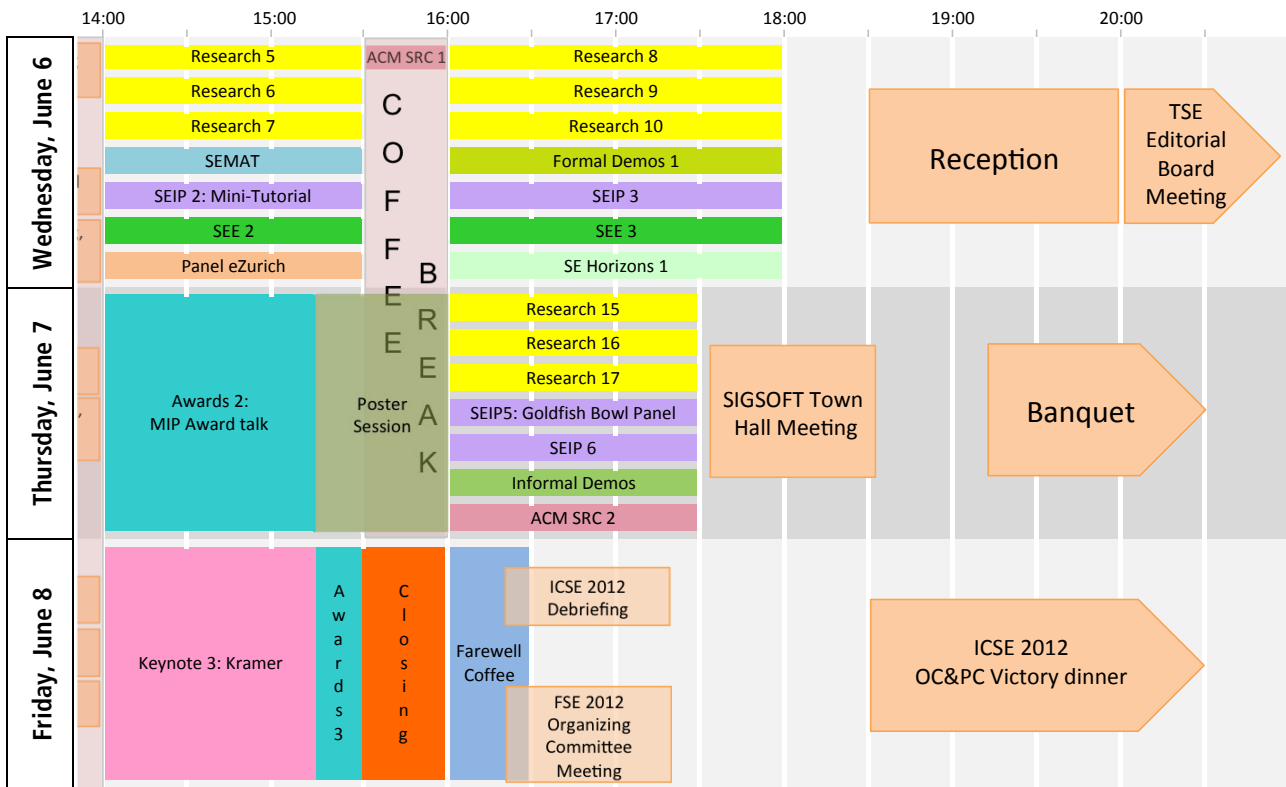 14:00 15:00 16:00 17:00 18:00 19:00 20:00
Wednesday, June 6
Research 5
Research 6
Research 7
SEMAT
SEIP 2: Mini-Tutorial
SEE 2
Panel eZurich
ACM SRC 1
COFFEE
BREAK
Research 8
Research 9
Research 10
Formal Demos 1
SEIP 3
SEE 3
SE Horizons 1
Reception
TSE
Editorial
Board
Meeting
Thursday, June 7
Awards 2:
MIP Award talk
Poster
Session
Research 15
Research 16
Research 17
SEIP5: Goldfish Bowl Panel
SEIP 6
Informal Demos
ACM SRC 2
SIGSOFT Town
Hall Meeting
Banquet
Friday, June 8
Keynote 3: Kramer
Awards3
Closing
Farewell
Coffee
ICSE 2012
Debriefing
FSE 2012
Organizing
Committee
Meeting
ICSE 2012
OC&PC Victory dinner